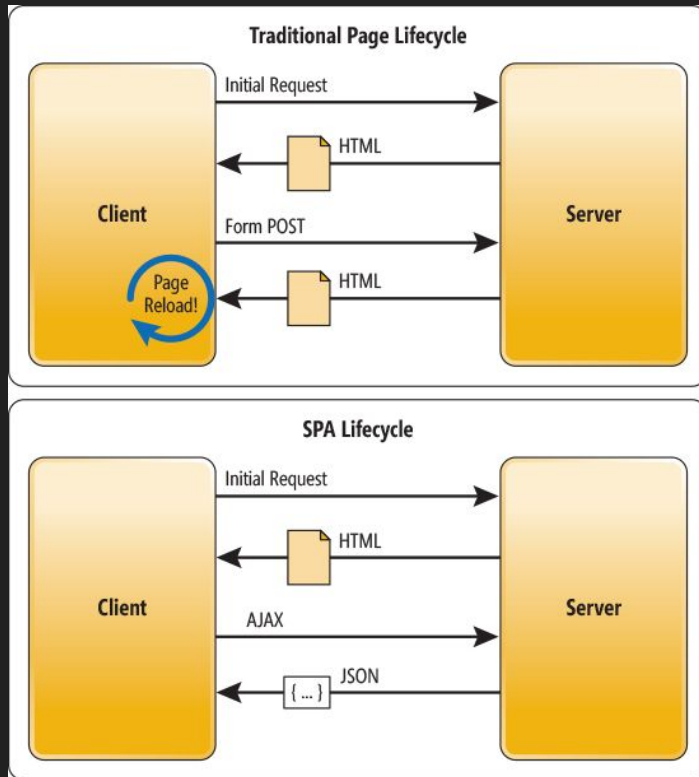 Traditional Page Lifecycle
Initial Request
HTML
Client
Server
Form POST
HTML
Page
Reload!
SPA Lifecycle
Initial Request
HTML
Client
Server
AJAX
JSON
{ ... }